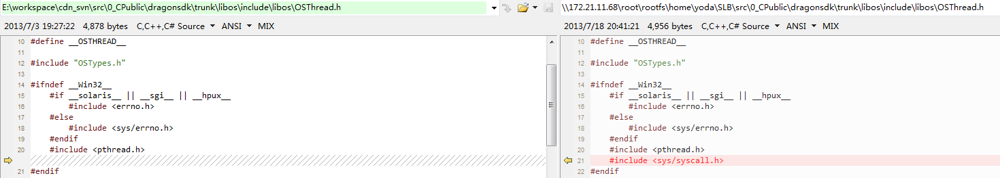 E:\workspace\cdn_svn\src\0_CPublic\dragonsdk\trunk\libos\include\libos\OSThread.h
2013/7/3 19:27:22 4,878 bytes C,C++,C# Source ANSI MIX
10 #define __OSTHREAD__
11
12 #include "OSTypes.h"
13
14 #ifndef __Win32__
15 #if __solaris__ || __sgi__ || __hpux__
16 #include <errno.h>
17 #else
18 #include <sys/errno.h>
19 #endif
20 #include <pthread.h>
21 #endif
\\172.21.11.68\root\rootfs\home\yoda\SLB\src\0_CPublic\dragonsdk\trunk\libos\include\libos\OSThread.h
2013/7/18 20:41:21 4,956 bytes C,C++,C# Source ANSI MIX
10 #define __OSTHREAD__
11
12 #include "OSTypes.h"
13
14 #ifndef __Win32__
15 #if __solaris__ || __sgi__ || __hpux__
16 #include <errno.h>
17 #else
18 #include <sys/errno.h>
19 #endif
20 #include <pthread.h>
21 #include <sys/syscall.h>
22 #endif